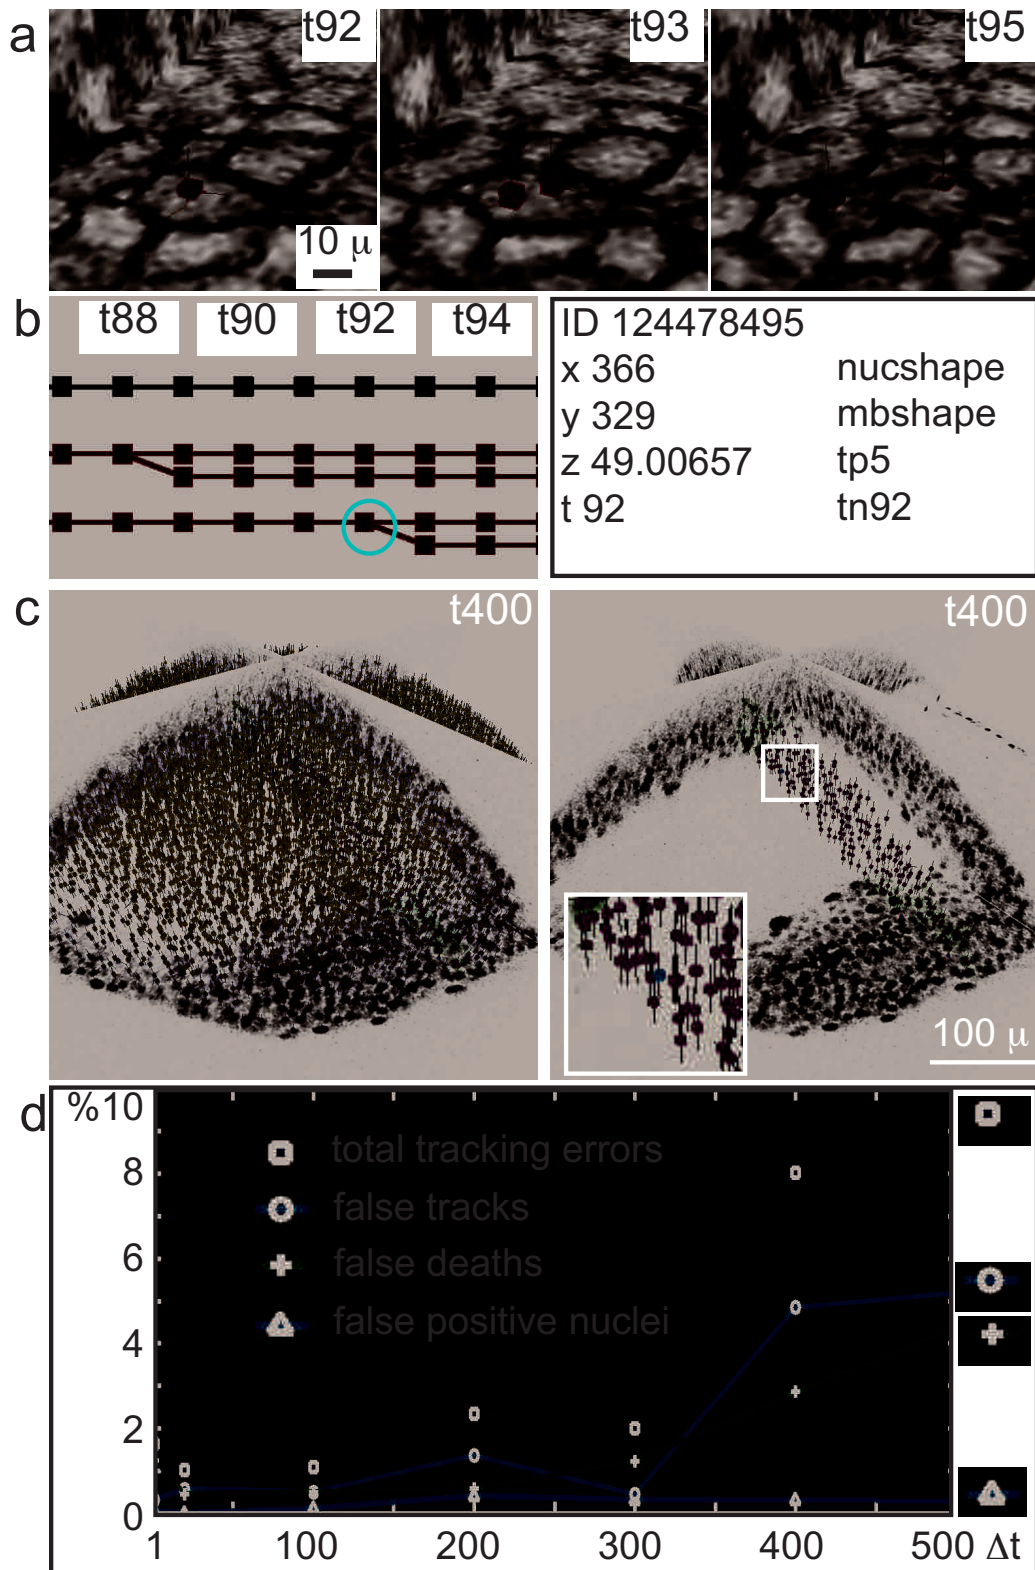 a
t92
t93
t95
10 μ
b
t88
t90
t92
t94
ID 124478495
x 366
nucshape
y 329
mbshape
z 49.00657
tp5
t 92
tn92
c
t400
t400
100 μ
d
%10
8
6
4
2
0
total tracking errors
false tracks
false deaths
false positive nuclei
1
100
200
300
400
500 Δt